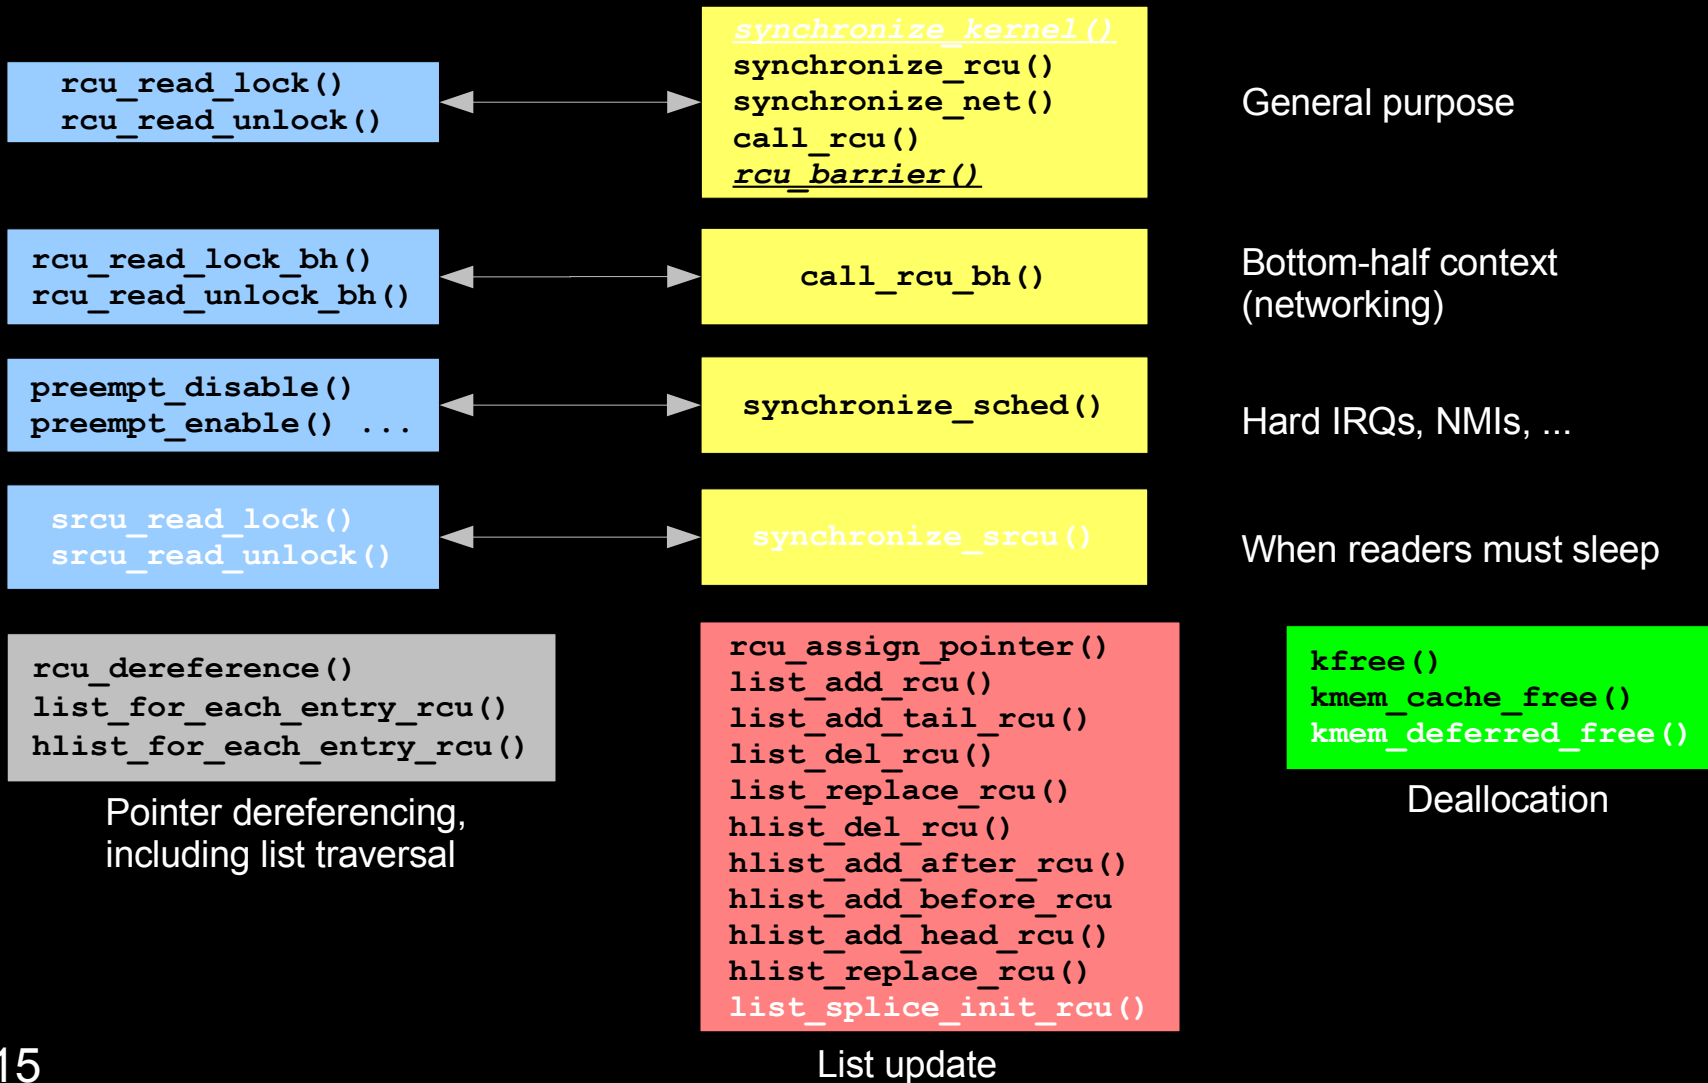 rcu_read_lock()
rcu_read_unlock()
synchronize_kernel()
synchronize_rcu()
synchronize_net()
call_rcu()
rcu_barrier()
General purpose
rcu_read_lock_bh()
rcu_read_unlock_bh()
call_rcu_bh()
Bottom-half context
(networking)
preempt_disable()
preempt_enable() ...
synchronize_sched()
Hard IRQs, NMIs, ...
srcu_read_lock()
srcu_read_unlock()
synchronize_srcu()
When readers must sleep
rcu_dereference()
list_for_each_entry_rcu()
hlist_for_each_entry_rcu()
Pointer dereferencing,
including list traversal
rcu_assign_pointer()
list_add_rcu()
list_add_tail_rcu()
list_del_rcu()
list_replace_rcu()
hlist_del_rcu()
hlist_add_after_rcu()
hlist_add_before_rcu
hlist_add_head_rcu()
hlist_replace_rcu()
list_splice_init_rcu()
List update
kfree()
kmem_cache_free()
kmem_deferred_free()
Deallocation
15